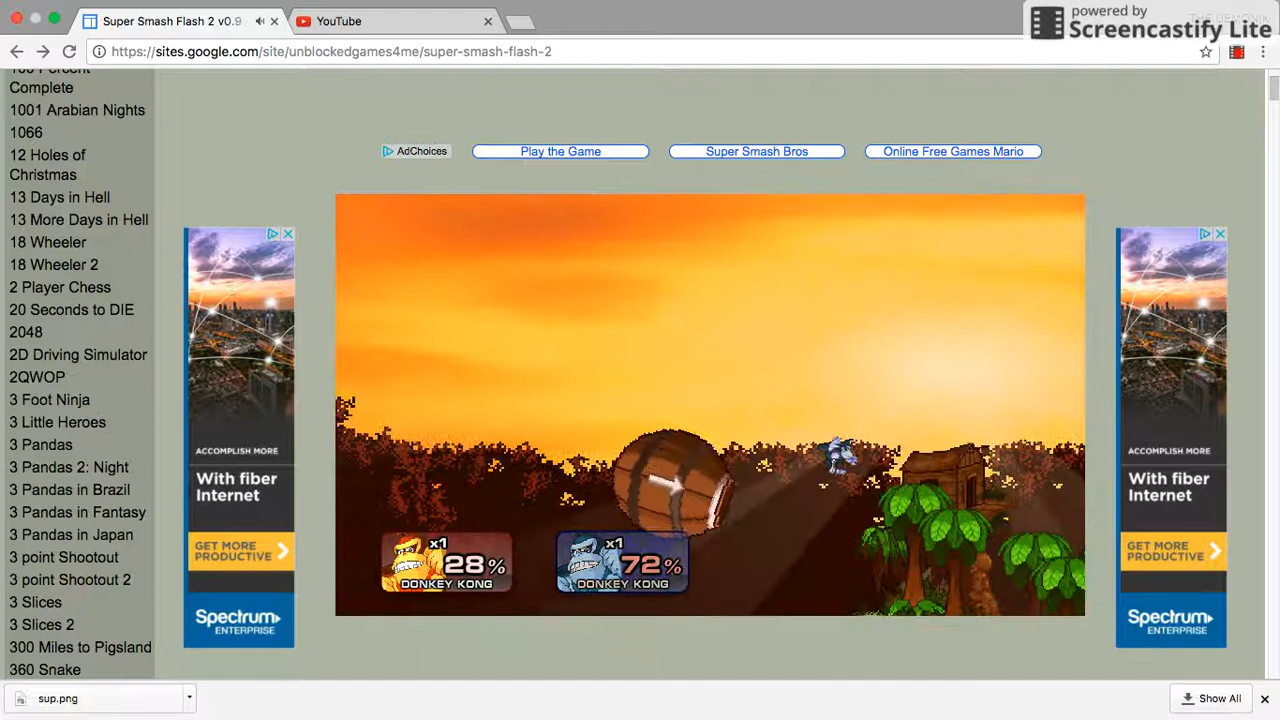 Super Smash Flash 2 v0.9
YouTube
powered by
Screencastify Lite
https://sites.google.com/site/unblockedgames4me/super-smash-flash-2
Complete
1001 Arabian Nights
1066
12 Holes of
Christmas
13 Days in Hell
13 More Days in Hell
18 Wheeler
18 Wheeler 2
2 Player Chess
20 Seconds to DIE
2048
2D Driving Simulator
2QWOP
3 Foot Ninja
3 Little Heroes
3 Pandas
3 Pandas 2: Night
3 Pandas in Brazil
3 Pandas in Fantasy
3 Pandas in Japan
3 point Shootout
3 point Shootout 2
3 Slices
3 Slices 2
300 Miles to Pigsland
360 Snake
AdChoices
Play the Game
Super Smash Bros
Online Free Games Mario
ACCOMPLISH MORE
With fiber
Internet
GET MORE
PRODUCTIVE
Spectrum
ENTERPRISE
x1
28%
DONKEY KONG
x1
72%
DONKEY KONG
ACCOMPLISH MORE
With fiber
Internet
GET MORE
PRODUCTIVE
Spectrum
ENTERPRISE
sup.png
Show All